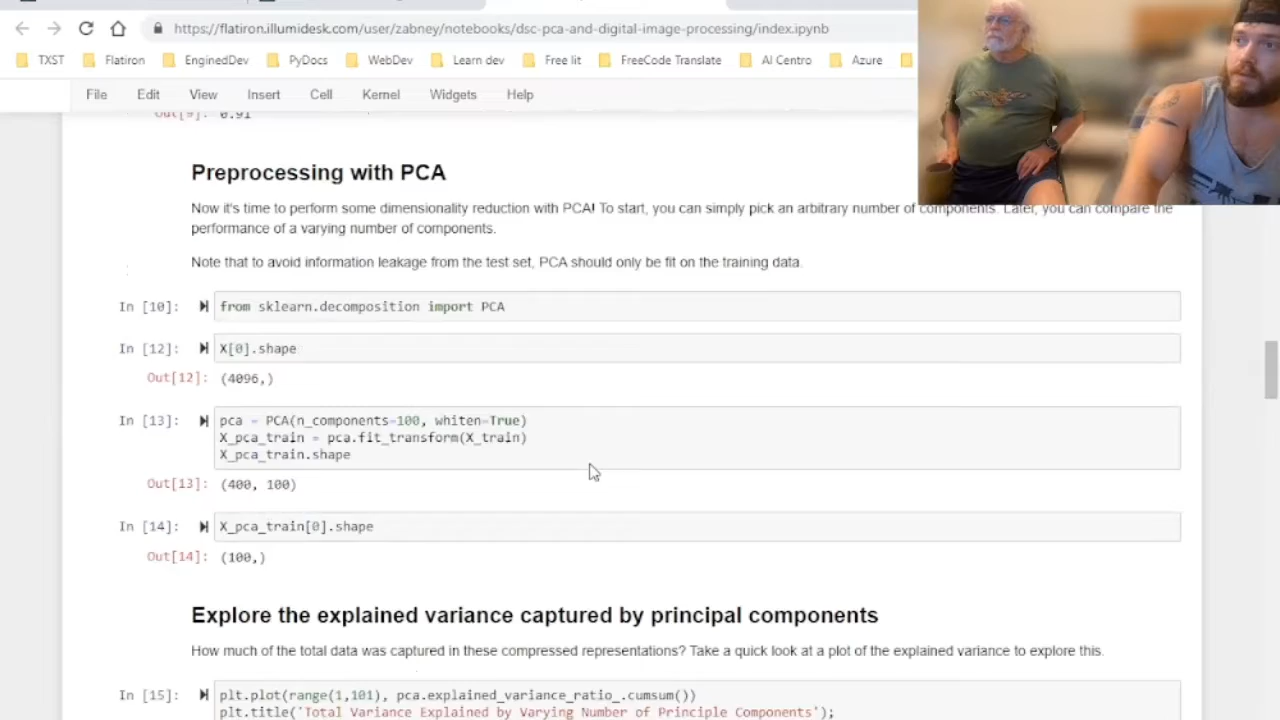 https://flatiron.illumidesk.com/user/zabney/notebooks/dsc-pca-and-digital-image-processing/index.ipynb
TXST Flatiron EnginedDev PyDocs WebDev Learn dev Free lit FreeCode Translate AI Centro Azure
File Edit View Insert Cell Kernel Widgets Help
Out[9]: 0.91
Preprocessing with PCA
Now it's time to perform some dimensionality reduction with PCA! To start, you can simply pick an arbitrary number of components. Later, you can compare the
performance of a varying number of components.
Note that to avoid information leakage from the test set, PCA should only be fit on the training data.
In [10]: from sklearn.decomposition import PCA
In [12]: X[0].shape
Out[12]: (4096,)
In [13]: pca = PCA(n_components=100, whiten=True)
X_pca_train = pca.fit_transform(X_train)
X_pca_train.shape
Out[13]: (400, 100)
In [14]: X_pca_train[0].shape
Out[14]: (100,)
Explore the explained variance captured by principal components
How much of the total data was captured in these compressed representations? Take a quick look at a plot of the explained variance to explore this.
In [15]: plt.plot(range(1,101), pca.explained_variance_ratio_.cumsum())
plt.title('Total Variance Explained by Varying Number of Principle Components');